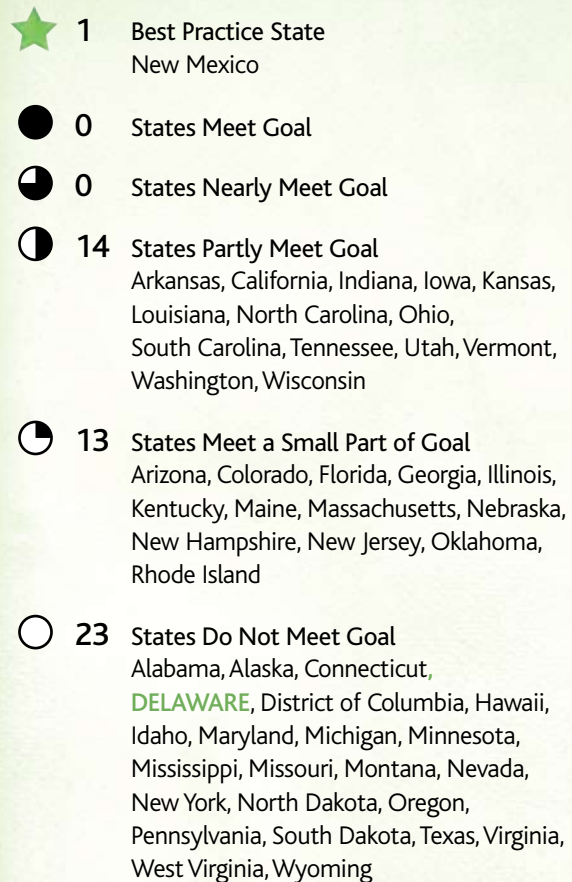 1 Best Practice State
New Mexico
0 States Meet Goal
0 States Nearly Meet Goal
14 States Partly Meet Goal
Arkansas, California, Indiana, Iowa, Kansas,
Louisiana, North Carolina, Ohio,
South Carolina, Tennessee, Utah, Vermont,
Washington, Wisconsin
13 States Meet a Small Part of Goal
Arizona, Colorado, Florida, Georgia, Illinois,
Kentucky, Maine, Massachusetts, Nebraska,
New Hampshire, New Jersey, Oklahoma,
Rhode Island
23 States Do Not Meet Goal
Alabama, Alaska, Connecticut,
DELAWARE, District of Columbia, Hawaii,
Idaho, Maryland, Michigan, Minnesota,
Mississippi, Missouri, Montana, Nevada,
New York, North Dakota, Oregon,
Pennsylvania, South Dakota, Texas, Virginia,
West Virginia, Wyoming